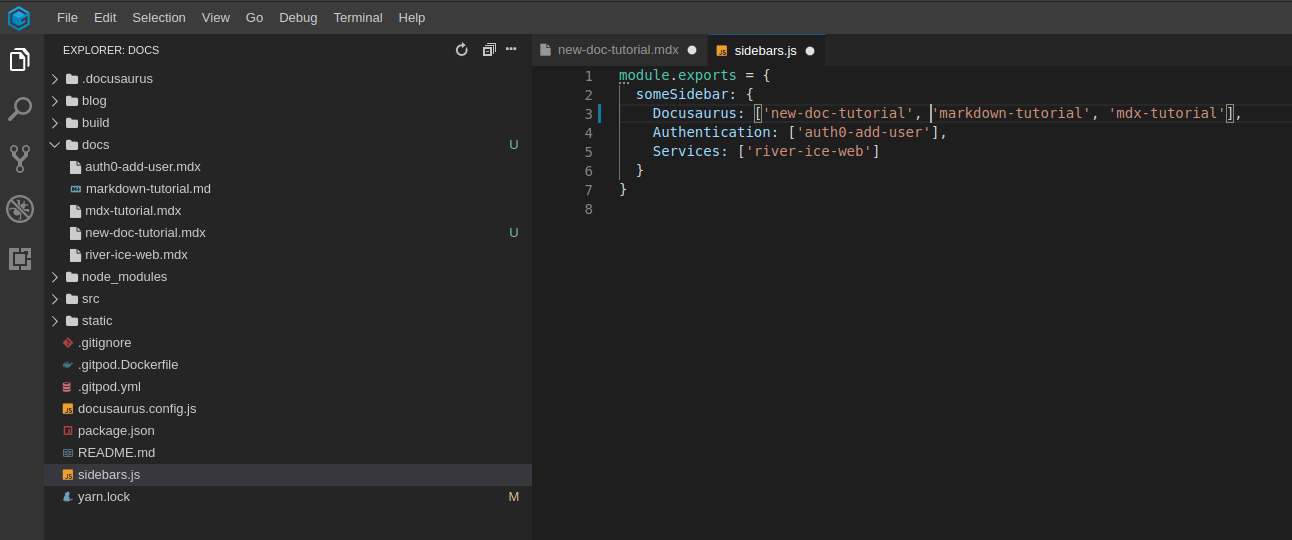 File Edit Selection View Go Debug Terminal Help
EXPLORER: DOCS
.docusaurus
blog
build
docs U
auth0-add-user.mdx
markdown-tutorial.md
mdx-tutorial.mdx
new-doc-tutorial.mdx U
river-ice-web.mdx
node_modules
src
static
.gitignore
.gitpod.Dockerfile
.gitpod.yml
docusaurus.config.js
package.json
README.md
sidebars.js
yarn.lock M
new-doc-tutorial.mdx sidebars.js
1 module.exports = {
2 someSidebar: {
3 Docusaurus: ['new-doc-tutorial', 'markdown-tutorial', 'mdx-tutorial'],
4 Authentication: ['auth0-add-user'],
5 Services: ['river-ice-web']
6 }
7 }
8